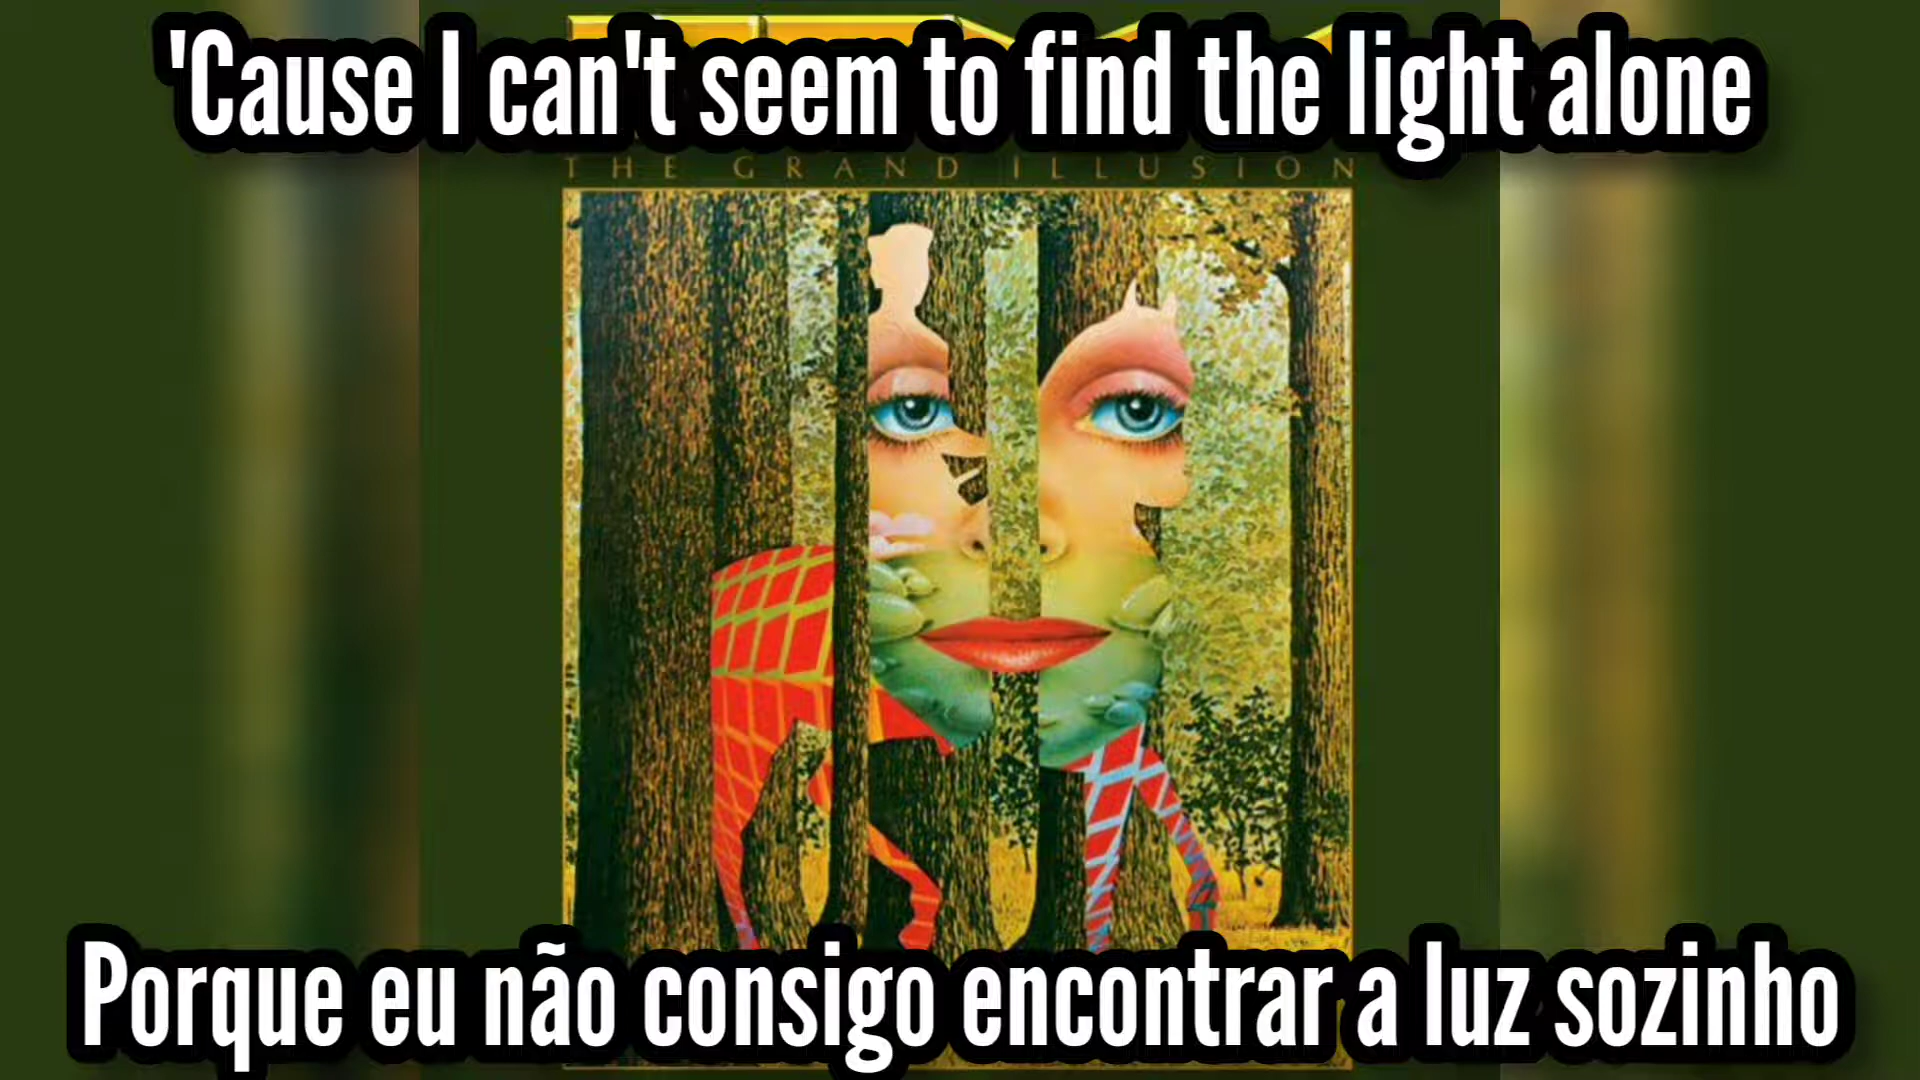 'Cause I can't seem to find the light alone
THE GRAND ILLUSION
Porque eu não consigo encontrar a luz sozinho